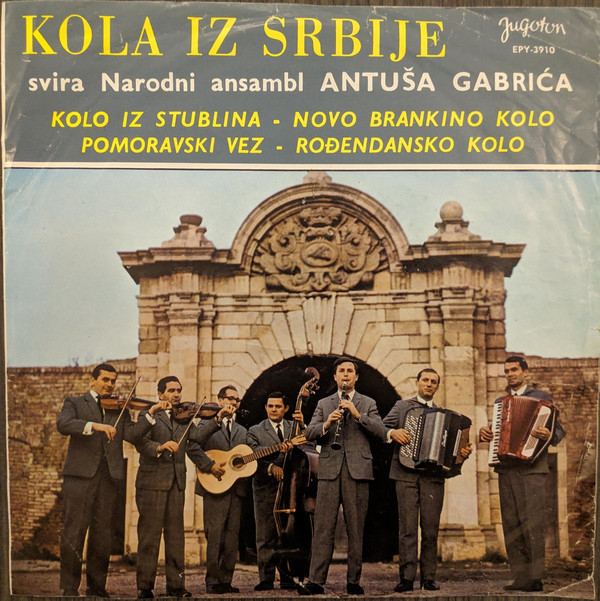 KOLA IZ SRBIJE
Jugoton
EPY-3910
svira Narodni ansambl ANTUŠA GABRIĆA
KOLO IZ STUBLINA - NOVO BRANKINO KOLO
POMORAVSKI VEZ - ROĐENDANSKO KOLO